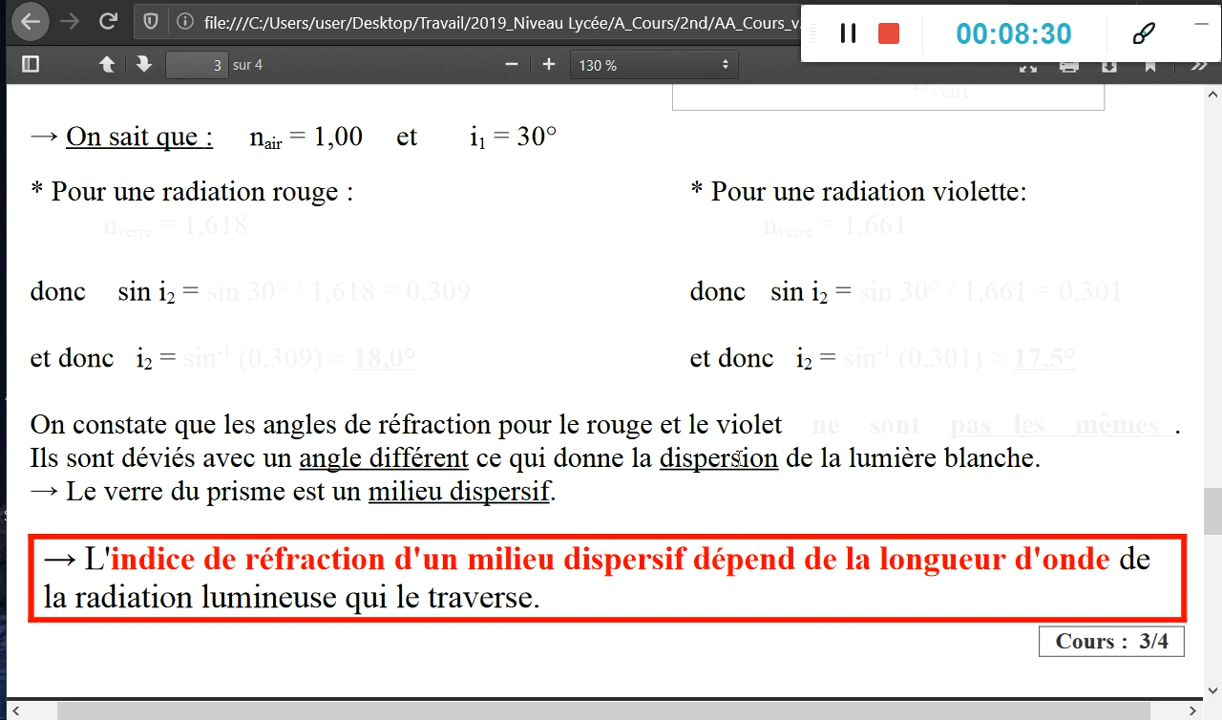 file:///C:/Users/user/Desktop/Travail/2019_Niveau Lycée/A_Cours/2nd/AA_Cours_v
00:08:30
3 sur 4
130 %
n verre
→ On sait que : nair = 1,00 et i1 = 30°
* Pour une radiation rouge : * Pour une radiation violette:
nverre = 1,618 nverre = 1,661
donc sin i2 = sin 30° / 1,618 = 0,309 donc sin i2 = sin 30° / 1,661 = 0,301
et donc i2 = sin-1 (0,309) ≈ 18,0° et donc i2 = sin-1 (0,301) ≈ 17,5°
On constate que les angles de réfraction pour le rouge et le violet ne sont pas les mêmes .
Ils sont déviés avec un angle différent ce qui donne la dispersion de la lumière blanche.
→ Le verre du prisme est un milieu dispersif.
→ L'indice de réfraction d'un milieu dispersif dépend de la longueur d'onde de
la radiation lumineuse qui le traverse.
Cours : 3/4